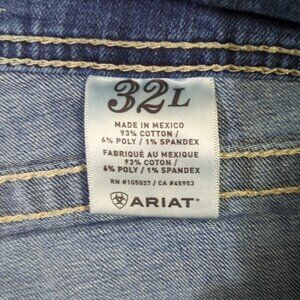 32L
MADE IN MEXICO
93% COTTON /
6% POLY / 1% SPANDEX
FABRIQUÉ AU MEXIQUE
93% COTTON /
6% POLY / 1% SPANDEX
RN #105037 / CA #45953
ARIAT